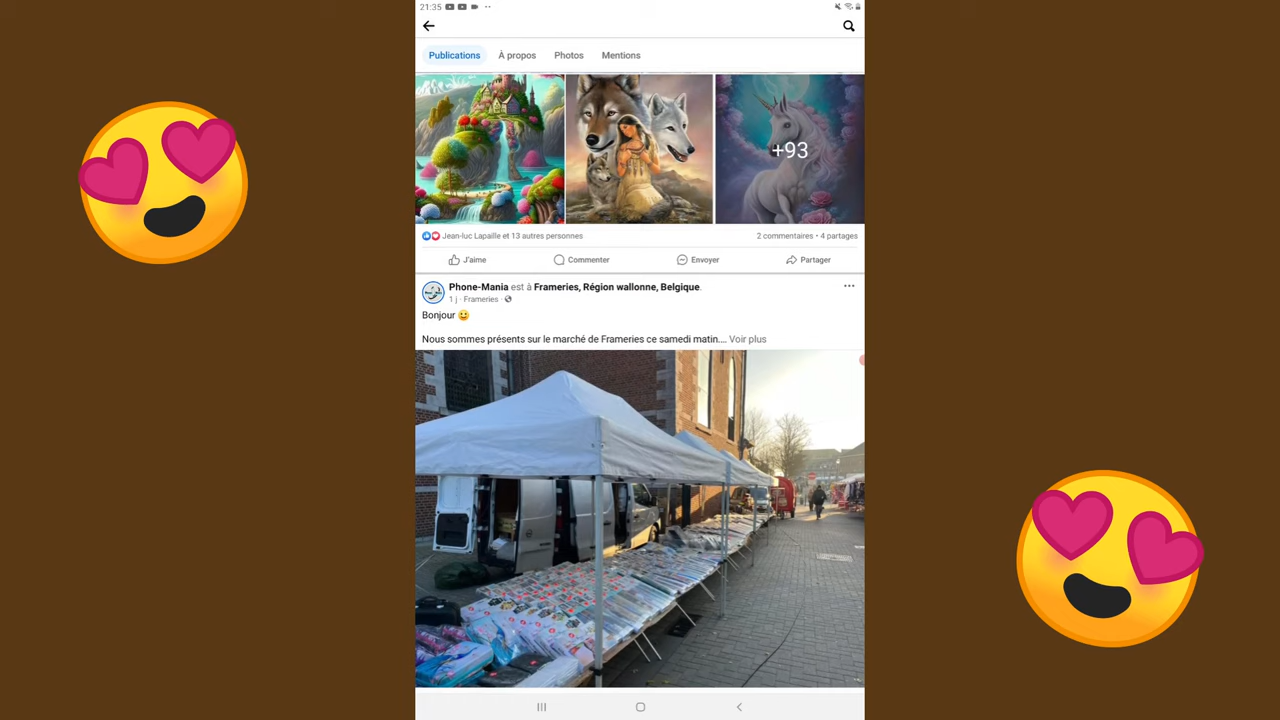 21:35
Publications À propos Photos Mentions
+93
Jean-luc Lapaille et 13 autres personnes 2 commentaires • 4 partages
J'aime Commenter Envoyer Partager
Phone-Mania est à Frameries, Région wallonne, Belgique.
1 j · Frameries ·
Bonjour 😀
Nous sommes présents sur le marché de Frameries ce samedi matin.... Voir plus